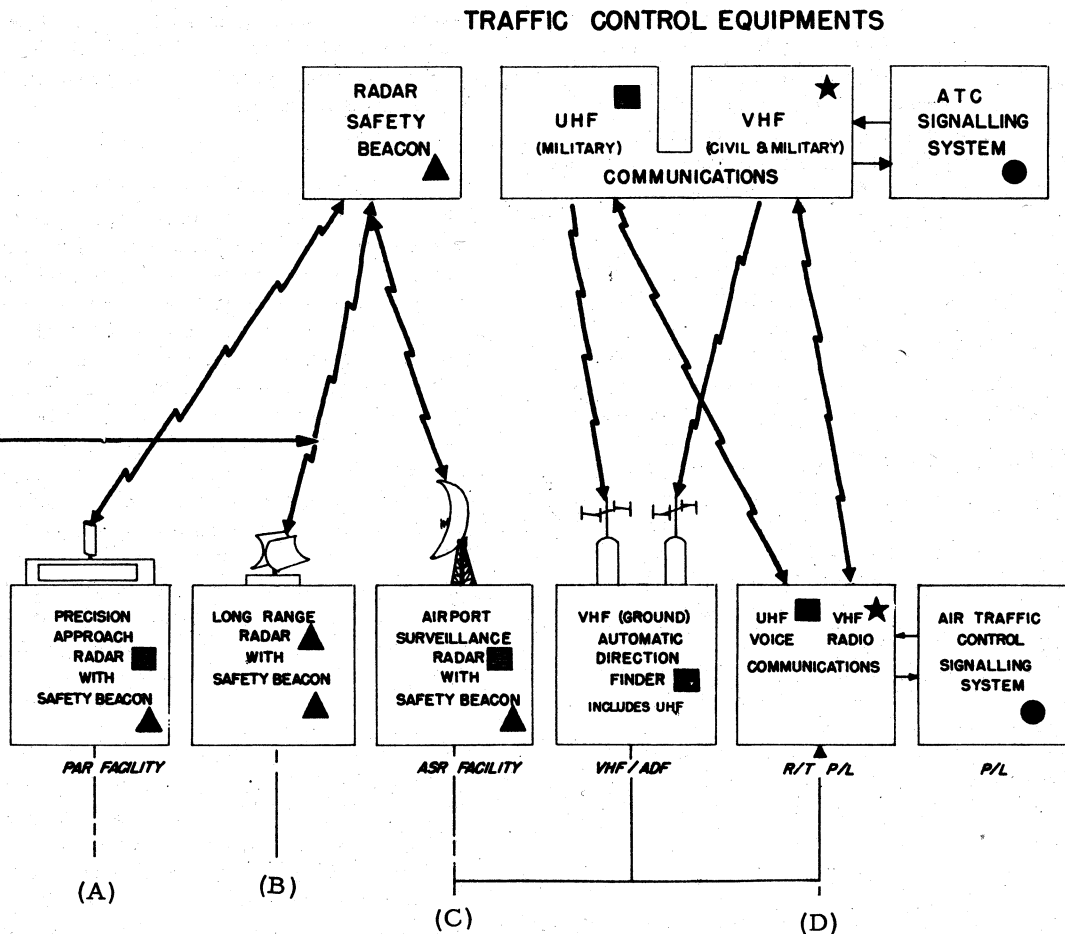 TRAFFIC CONTROL EQUIPMENTS
RADAR
SAFETY
BEACON
UHF
(MILITARY)
VHF
(CIVIL & MILITARY)
COMMUNICATIONS
ATC
SIGNALLING
SYSTEM
PRECISION
APPROACH
RADAR
WITH
SAFETY BEACON
LONG RANGE
RADAR
WITH
SAFETY BEACON
AIRPORT
SURVEILLANCE
RADAR
WITH
SAFETY BEACON
VHF (GROUND)
AUTOMATIC
DIRECTION
FINDER
INCLUDES UHF
UHF VHF
VOICE RADIO
COMMUNICATIONS
AIR TRAFFIC
CONTROL
SIGNALLING
SYSTEM
PAR FACILITY
ASR FACILITY
VHF/ADF
R/T P/L
P/L
(A)
(B)
(C)
(D)